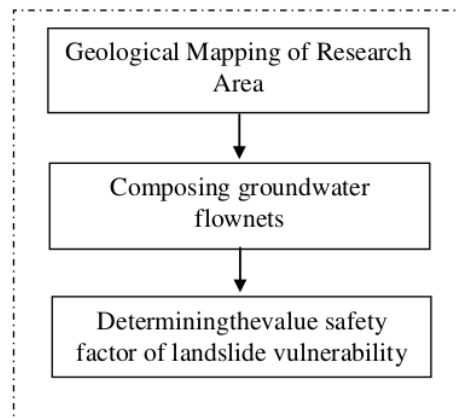 Geological Mapping of Research
Area
Composing groundwater
flownets
Determiningthevalue safety
factor of landslide vulnerability